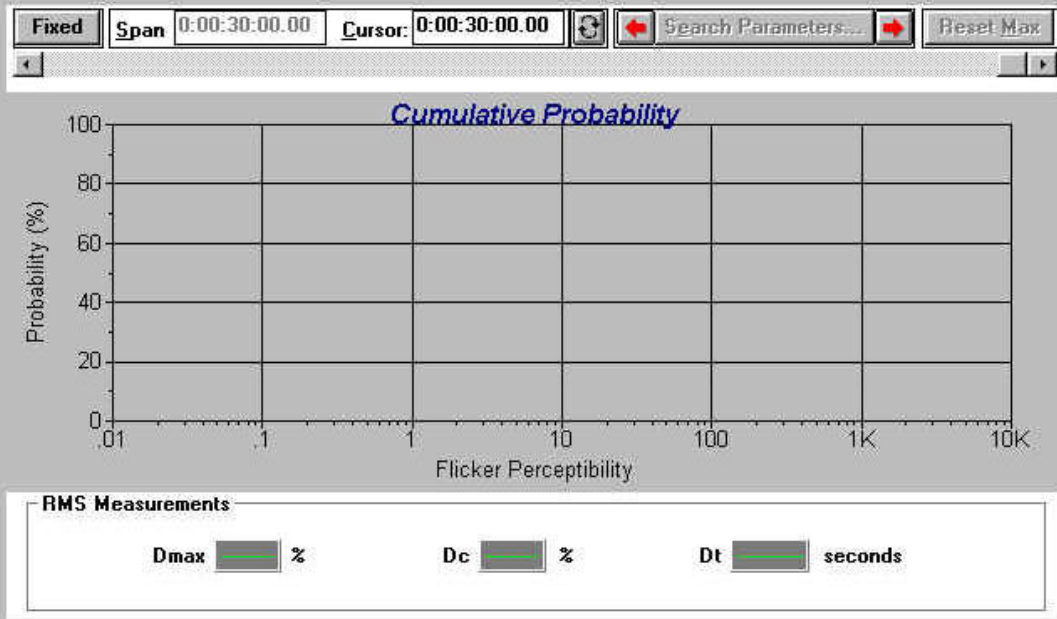 Fixed Span 0:00:30:00.00 Cursor: 0:00:30:00.00 Search Parameters... Reset Max
Cumulative Probability
100
80
60
40
20
0
Probability (%)
.01 .1 1 10 100 1K 10K
Flicker Perceptibility
RMS Measurements
Dmax % Dc % Dt seconds